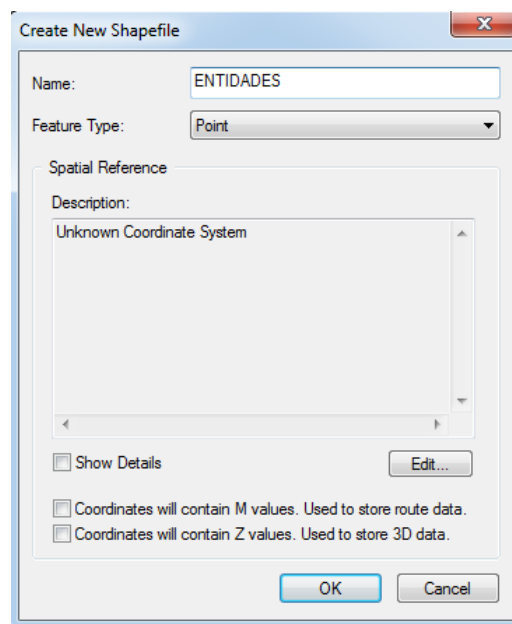 Create New Shapefile
X
Name:
ENTIDADES
Feature Type:
Point
Spatial Reference
Description:
Unknown Coordinate System
Show Details
Edit...
Coordinates will contain M values. Used to store route data.
Coordinates will contain Z values. Used to store 3D data.
OK
Cancel